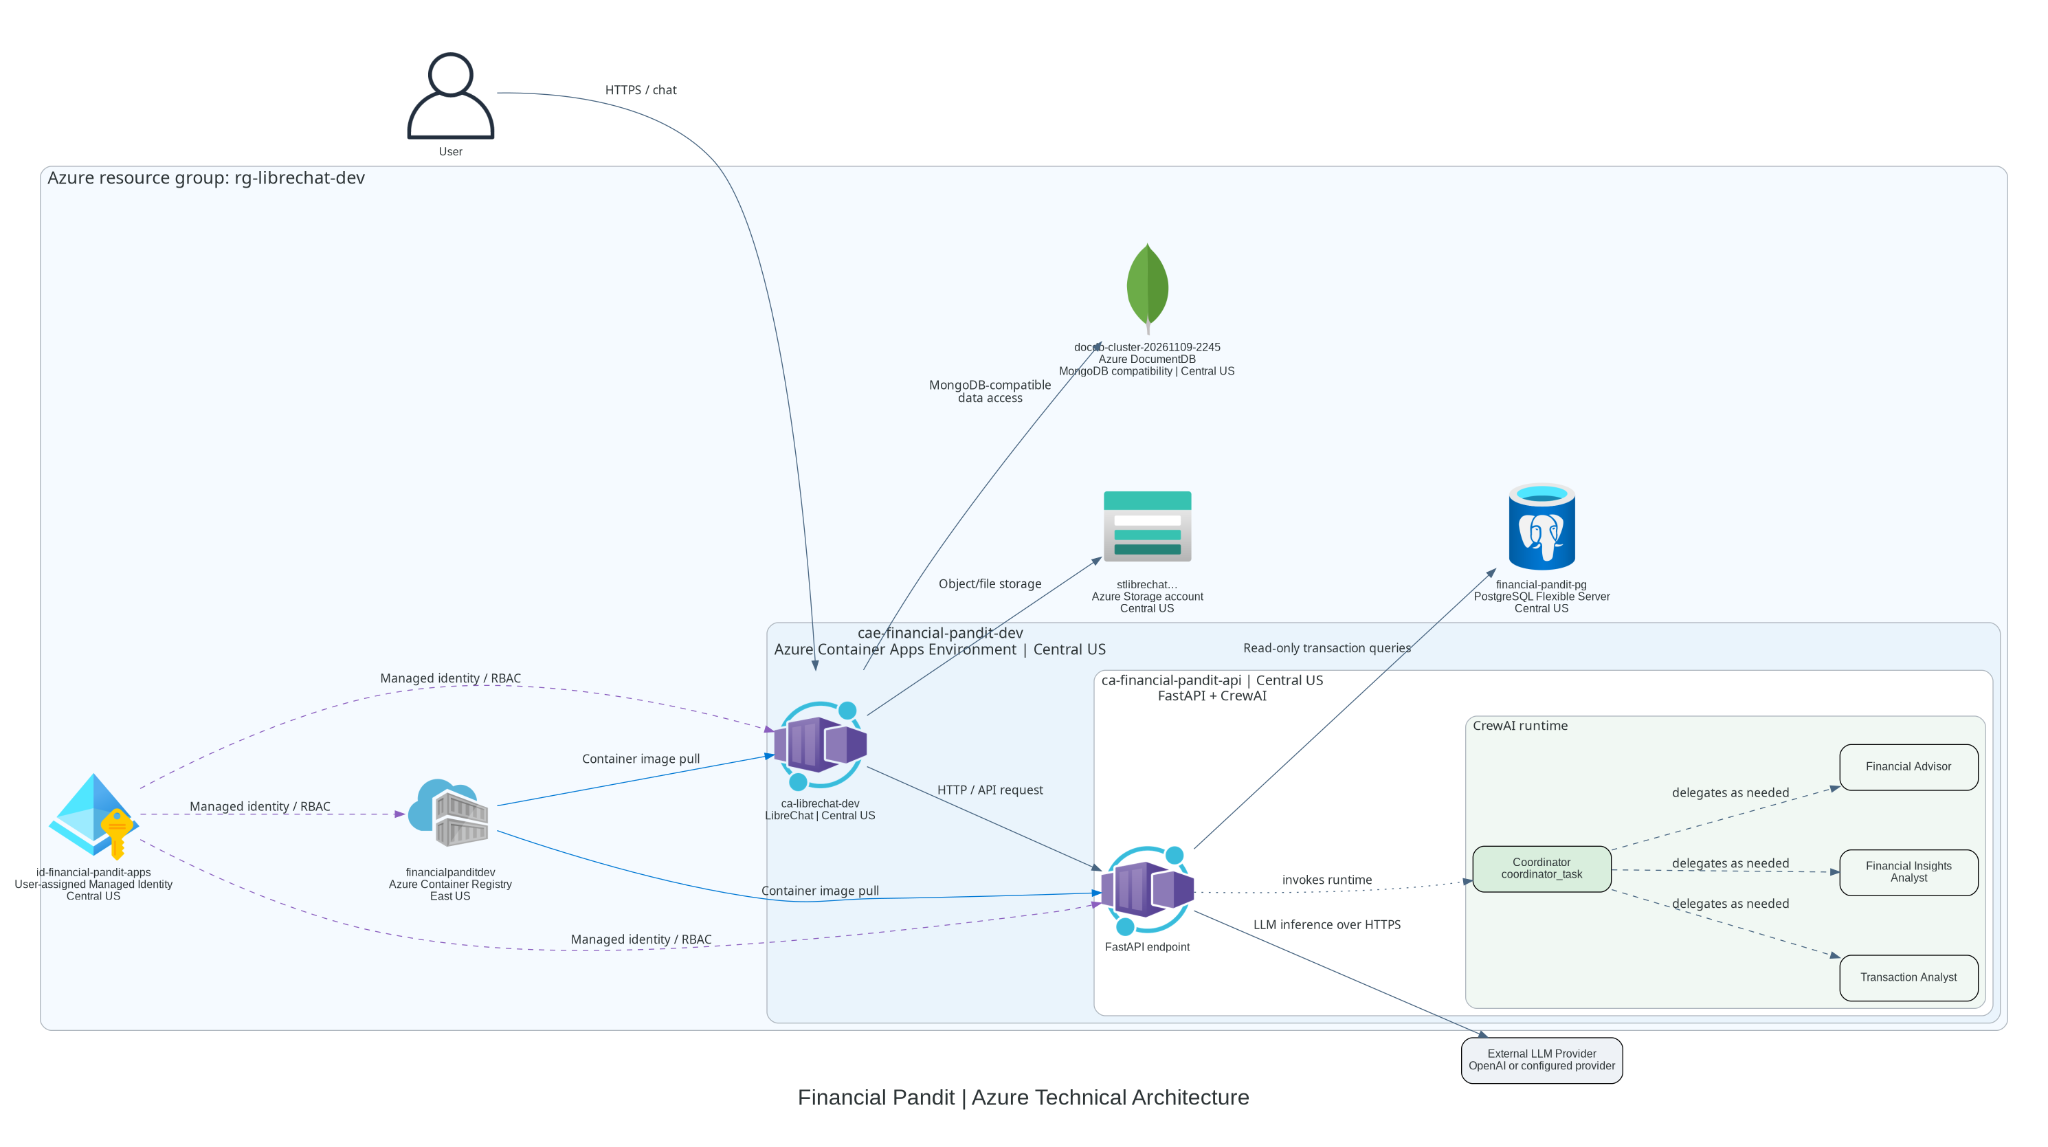 HTTPS / chat
User
Azure resource group: rg-librechat-dev
docdb-cluster-20261109-2245
Azure DocumentDB
MongoDB compatibility | Central US
MongoDB-compatible
data access
stlibrechat...
Azure Storage account
Central US
Object/file storage
financial-pandit-pg
PostgreSQL Flexible Server
Central US
cae-financial-pandit-dev
Azure Container Apps Environment | Central US
Read-only transaction queries
Managed identity / RBAC
ca-financial-pandit-api | Central US
FastAPI + CrewAI
CrewAI runtime
Container image pull
Financial Advisor
HTTP / API request
delegates as needed
Managed identity / RBAC
ca-librechat-dev
LibreChat | Central US
id-financial-pandit-apps
User-assigned Managed Identity
Central US
financialpanditdev
Azure Container Registry
East US
Container image pull
invokes runtime
Coordinator
coordinator_task
delegates as needed
Financial Insights
Analyst
delegates as needed
Managed identity / RBAC
FastAPI endpoint
LLM inference over HTTPS
Transaction Analyst
External LLM Provider
OpenAI or configured provider
Financial Pandit | Azure Technical Architecture